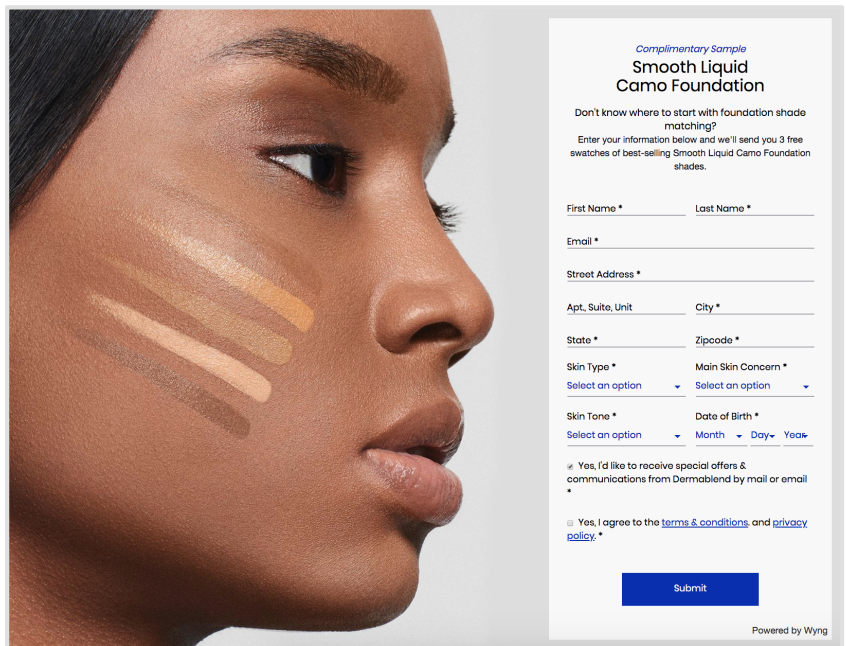 Complimentary Sample
Smooth Liquid
Camo Foundation
Don't know where to start with foundation shade
matching?
Enter your information below and we'll send you 3 free
swatches of best-selling Smooth Liquid Camo Foundation
shades.
First Name * Last Name *
Email *
Street Address *
Apt., Suite, Unit City *
State * Zipcode *
Skin Type * Main Skin Concern *
Select an option Select an option
Skin Tone * Date of Birth *
Select an option Month Day Year
Yes, I'd like to receive special offers &
communications from Dermablend by mail or email
*
Yes, I agree to the terms & conditions. and privacy
policy. *
Submit
Powered by Wyng